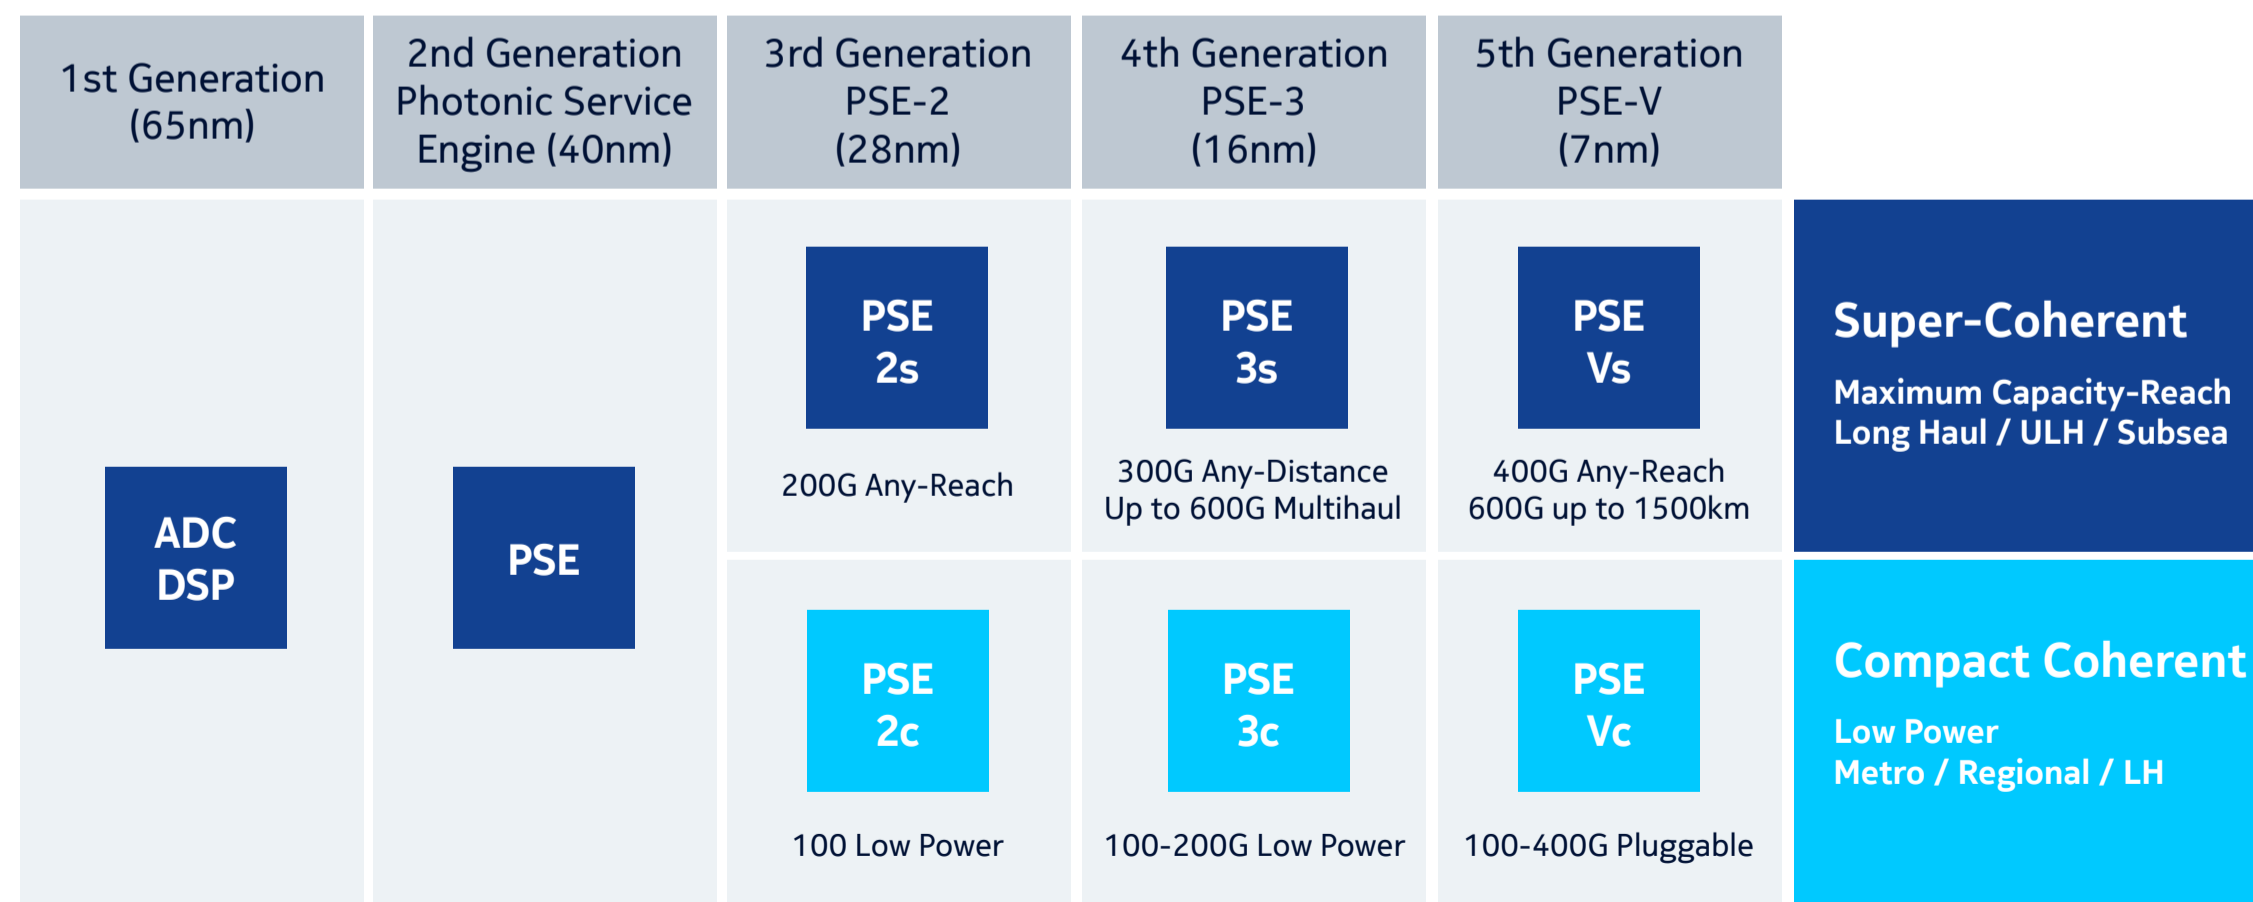 1st Generation
(65nm)
2nd Generation
Photonic Service
Engine (40nm)
3rd Generation
PSE-2
(28nm)
4th Generation
PSE-3
(16nm)
5th Generation
PSE-V
(7nm)
ADC
DSP
PSE
PSE
2s
200G Any-Reach
PSE
3s
300G Any-Distance
Up to 600G Multihaul
PSE
Vs
400G Any-Reach
600G up to 1500km
Super-Coherent
Maximum Capacity-Reach
Long Haul / ULH / Subsea
PSE
2c
100 Low Power
PSE
3c
100-200G Low Power
PSE
Vc
100-400G Pluggable
Compact Coherent
Low Power
Metro / Regional / LH